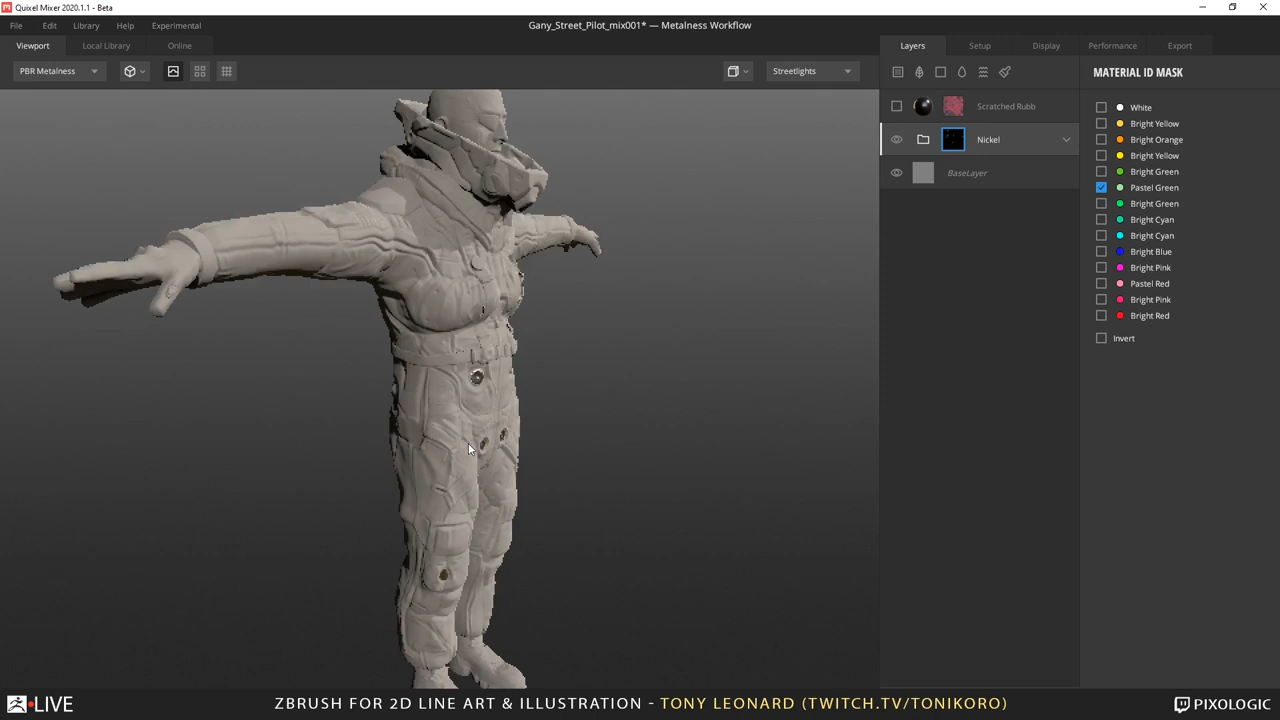 Quixel Mixer 2020.1.1 - Beta
File Edit Library Help Experimental
Gany_Street_Pilot_mix001* — Metalness Workflow
Viewport Local Library Online
Layers Setup Display Performance Export
PBR Metalness
Streetlights
MATERIAL ID MASK
Scratched Rubb
Nickel
BaseLayer
White
Bright Yellow
Bright Orange
Bright Yellow
Bright Green
Pastel Green
Bright Green
Bright Cyan
Bright Cyan
Bright Blue
Bright Pink
Pastel Red
Bright Pink
Bright Red
Invert
LIVE
ZBRUSH FOR 2D LINE ART & ILLUSTRATION - TONY LEONARD (TWITCH.TV/TONIKORO)
PIXOLOGIC